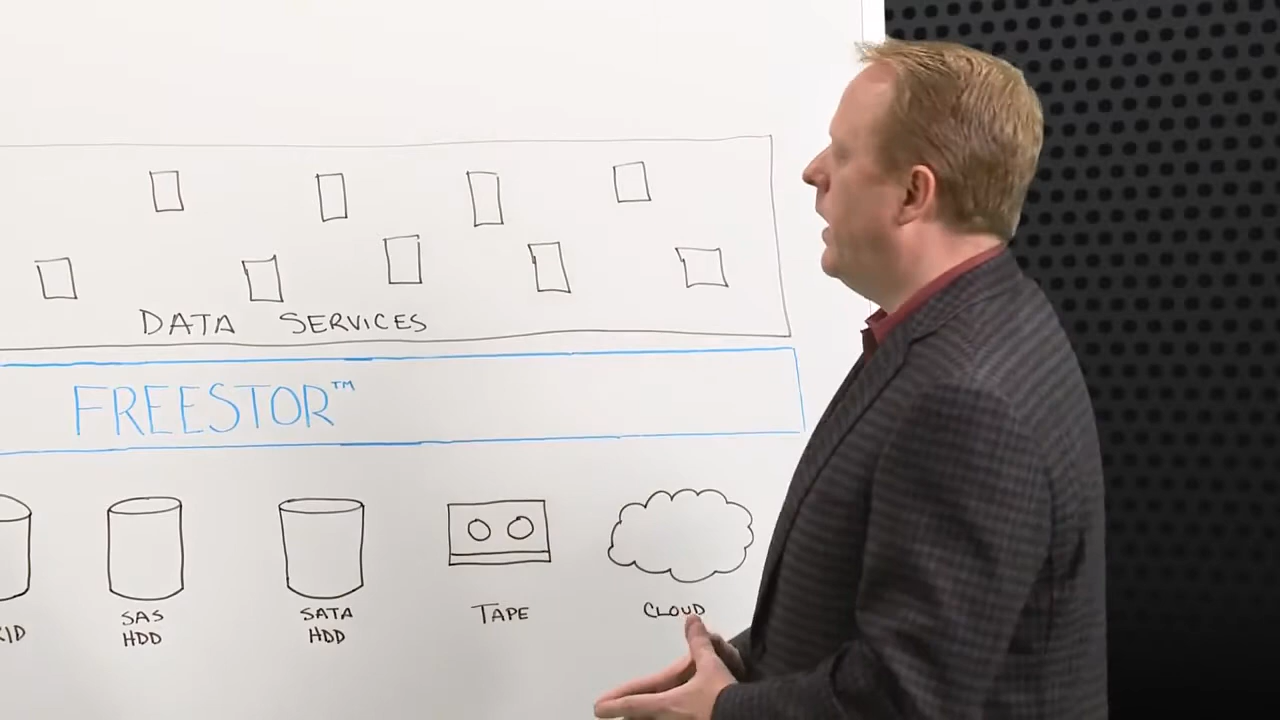 DATA SERVICES
FREESTOR™
SAS
HDD
SATA
HDD
TAPE
CLOUD